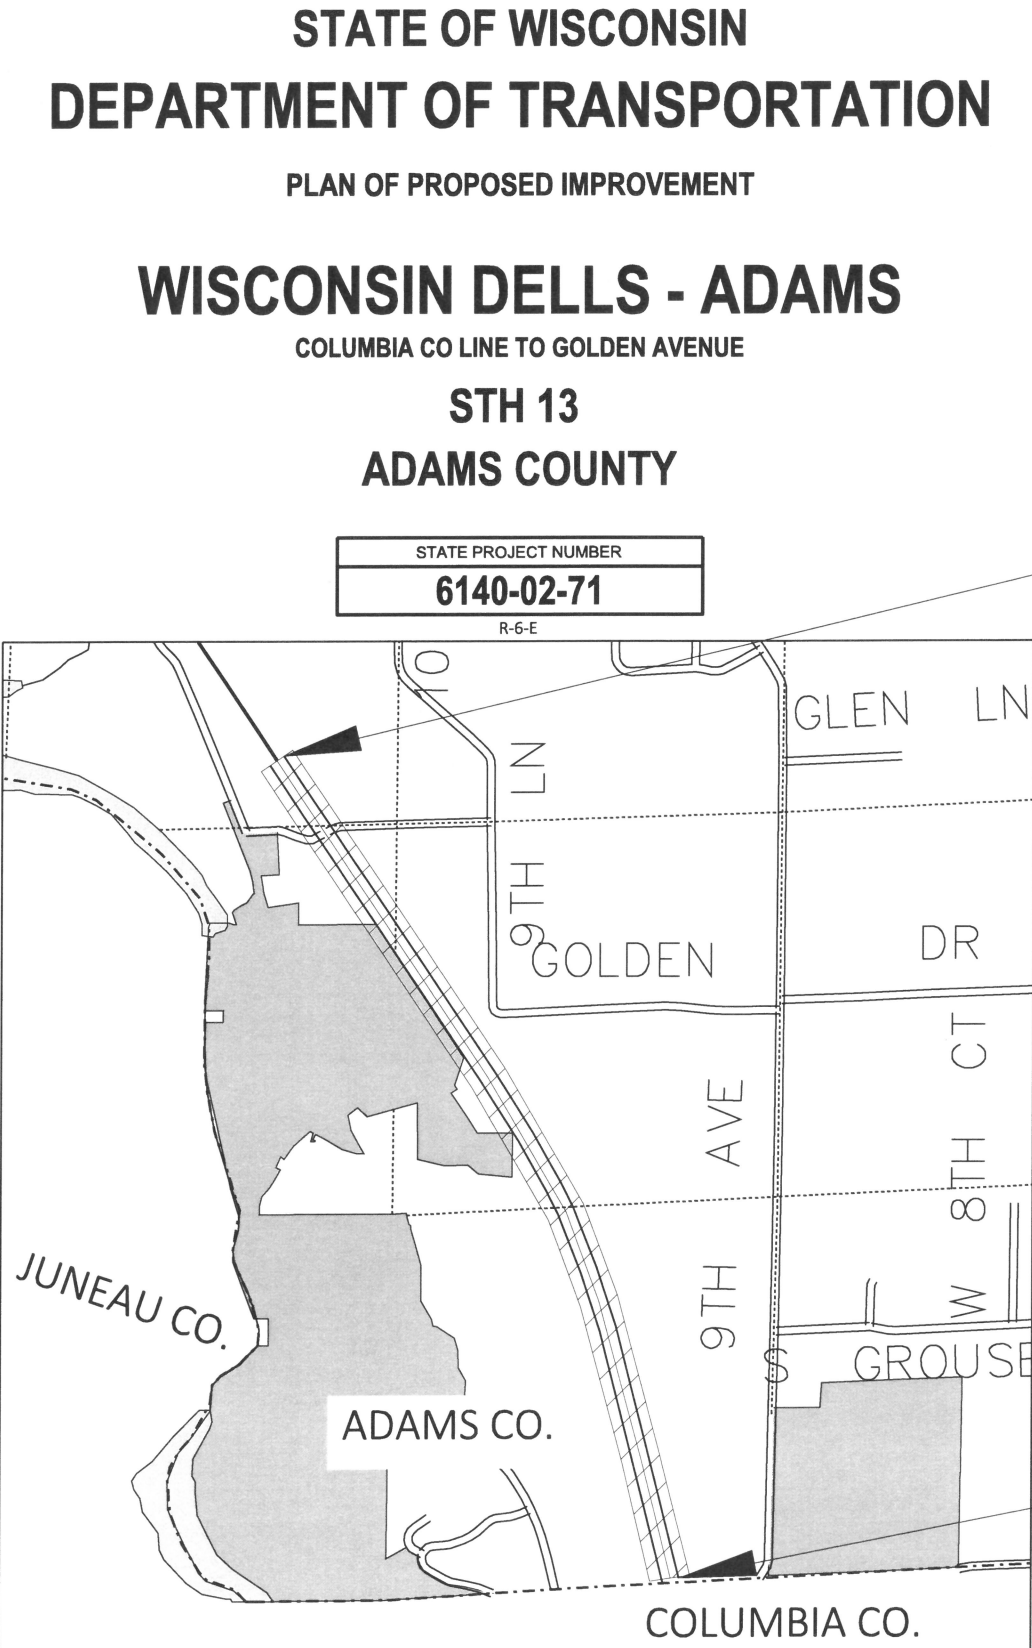 STATE OF WISCONSIN
DEPARTMENT OF TRANSPORTATION
PLAN OF PROPOSED IMPROVEMENT
WISCONSIN DELLS - ADAMS
COLUMBIA CO LINE TO GOLDEN AVENUE
STH 13
ADAMS COUNTY
STATE PROJECT NUMBER
6140-02-71
R-6-E
10
GLEN LN
9TH LN
GOLDEN DR
9TH AVE
W 8TH CT
S GROUSE
JUNEAU CO.
ADAMS CO.
COLUMBIA CO.